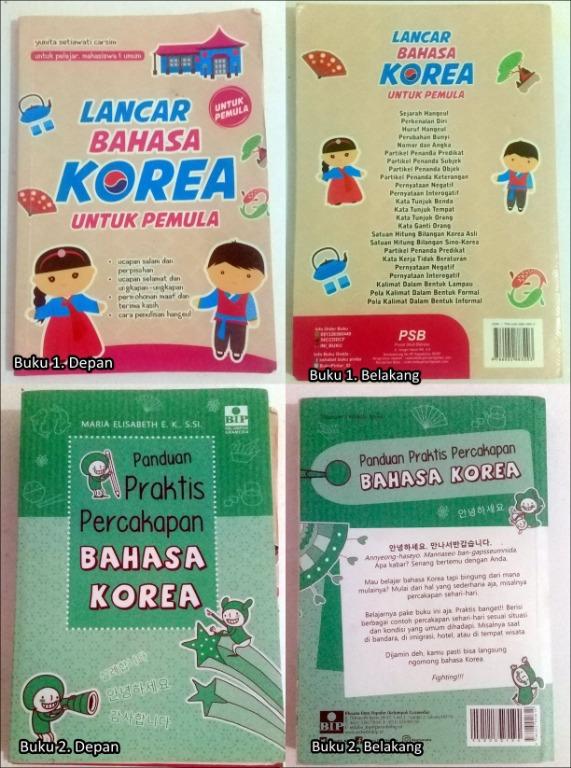 yunita setiawati carsim
untuk pelajar, mahasiswa & umum
LANCAR
UNTUK
PEMULA
BAHASA
KOREA
UNTUK PEMULA
ucapan salam dan
perpisahan
ucapan selamat dan
ungkapan-ungkapan
permohonan maaf dan
terima kasih
cara penulisan hangeul
Buku 1. Depan
LANCAR
BAHASA
KOREA
UNTUK PEMULA
Sejarah Hangeul
Perkenalan Diri
Huruf Hangeul
Perubahan Bunyi
Nomor dan Angka
Partikel Penanda Predikat
Partikel Penanda Subjek
Partikel Penanda Objek
Partikel Penanda Keterangan
Pernyataan Negatif
Pernyataan Interogatif
Kata Tunjuk Benda
Kata Tunjuk Tempat
Kata Tunjuk Orang
Kata Ganti Orang
Satuan Hitung Bilangan Korea Asli
Satuan Hitung Bilangan Sino-Korea
Partikel Penanda Predikat
Kata Kerja Tidak Beraturan
Pernyataan Negatif
Pernyataan Interogatif
Kalimat Dalam Bentuk Lampau
Pola Kalimat Dalam Bentuk Formal
Pola Kalimat Dalam Bentuk Informal
Info Order Buku
PSB
Buku 1. Belakang
MARIA ELISABETH E. K., S.SI.
BIP
Panduan
Praktis
Percakapan
BAHASA
KOREA
안녕하세요
감사합니다
Buku 2. Depan
Panduan Praktis Percakapan
BAHASA KOREA
안녕하세요
안녕하세요. 만나서반갑습니다.
Annyeong-haseyo. Mannaseo ban-gapsseumnida.
Apa kabar? Senang bertemu dengan Anda.
Mau belajar bahasa Korea tapi bingung dari mana
mulainya? Mulai dari hal yang sederhana aja, misalnya
percakapan sehari-hari.
Belajarnya pake buku ini aja. Praktis banget! Berisi
berbagai contoh percakapan sehari-hari sesuai situasi
dan kondisi yang umum dihadapi. Misalnya saat
di bandara, di imigrasi, hotel, atau di tempat wisata
Dijamin deh, kamu pasti bisa langsung
ngomong bahasa Korea.
Fighting!!!
BIP
Buku 2. Belakang